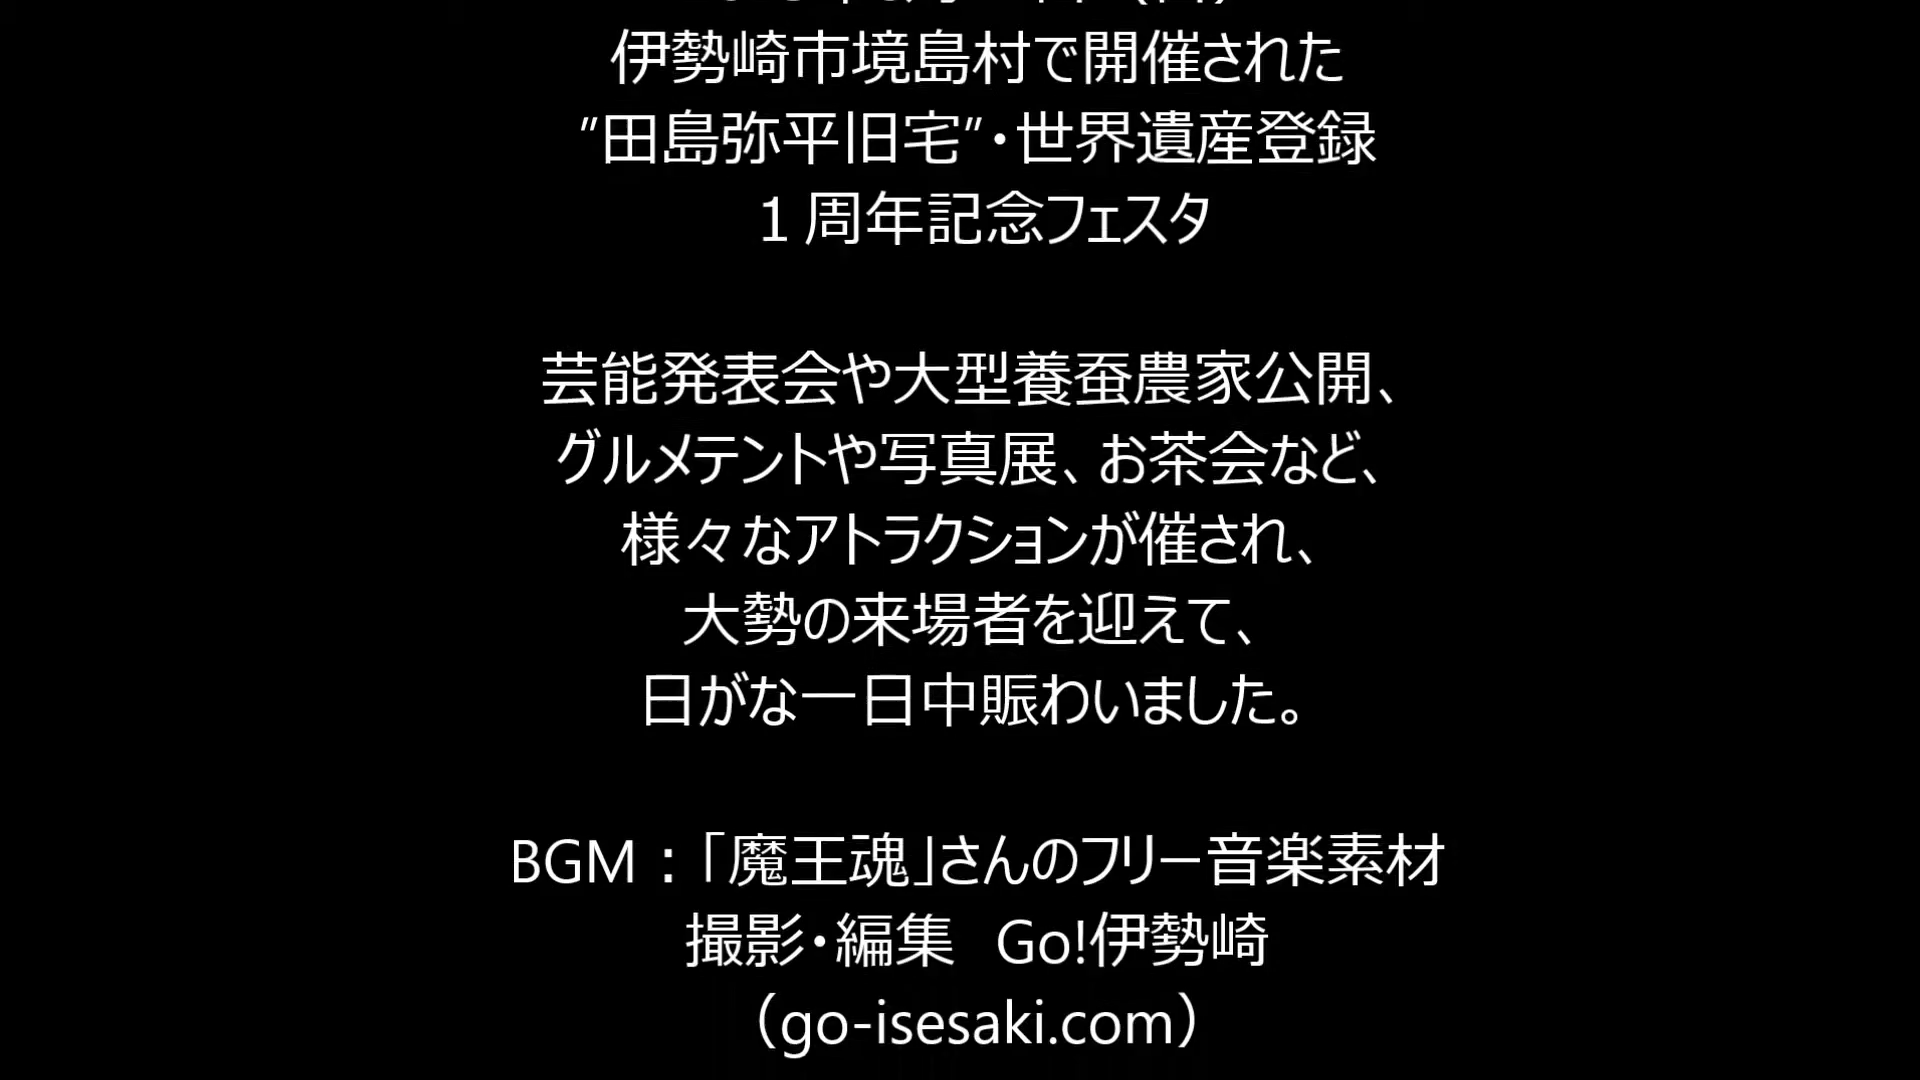 伊勢崎市境島村で開催された
”田島弥平旧宅”・世界遺産登録
１周年記念フェスタ
芸能発表会や大型養蚕農家公開、
グルメテントや写真展、お茶会など、
様々なアトラクションが催され、
大勢の来場者を迎えて、
日がな一日中賑わいました。
BGM：「魔王魂」さんのフリー音楽素材
撮影・編集　Go!伊勢崎
（go-isesaki.com）